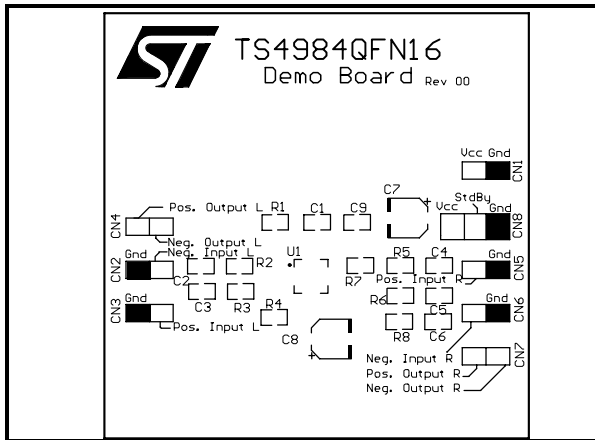 ST
TS4984QFN16
Demo Board Rev 00
Vcc Gnd
CN1
StdBy
Vcc Gnd
CN8
C7
+
Pos. Output L
R1 C1 C9
CN4
Neg. Output L
Neg. Input L
Gnd
CN2
C2
R2
U1
R7
R5
C4
Gnd
CN5
Pos. Input R
C3
R3
R6
C5
Gnd
CN3
Pos. Input L
R4
R8
C6
Gnd
CN6
C8
+
CN7
Neg. Input R
Pos. Output R
Neg. Output R